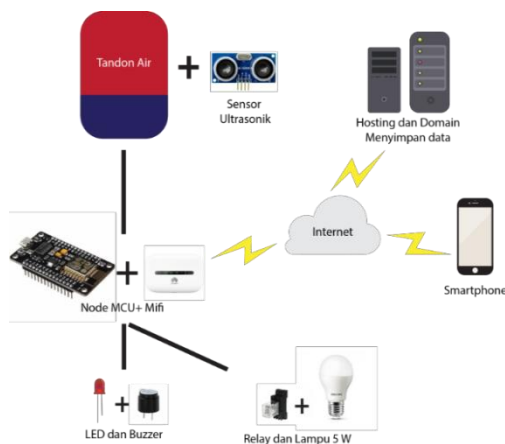 Tandon Air
Sensor
Ultrasonik
Hosting dan Domain
Menyimpan data
Internet
Smartphone
Node MCU+ Mifi
LED dan Buzzer
Relay dan Lampu 5 W